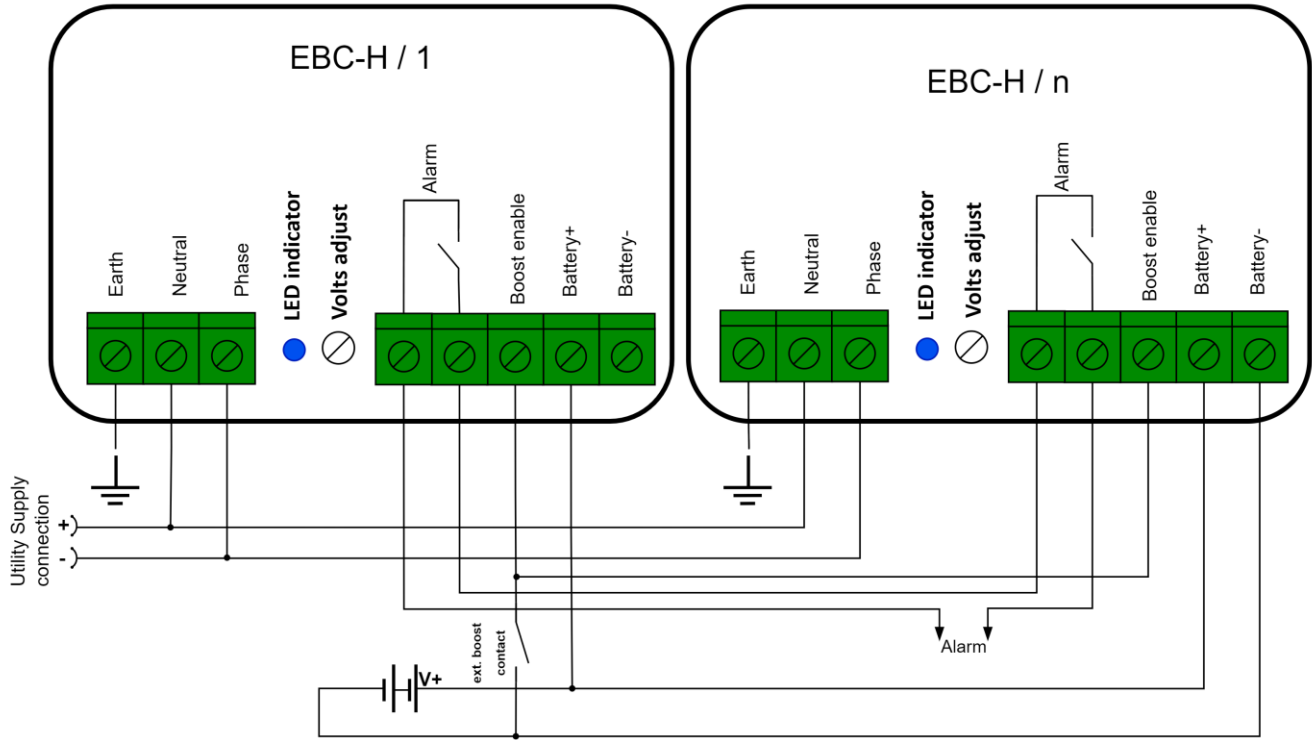 EBC-H / 1
Earth
Neutral
Phase
LED indicator
Volts adjust
Alarm
Boost enable
Battery+
Battery-
EBC-H / n
Earth
Neutral
Phase
LED indicator
Volts adjust
Alarm
Boost enable
Battery+
Battery-
Utility Supply
connection
+
-
ext. boost
contact
Alarm
V+